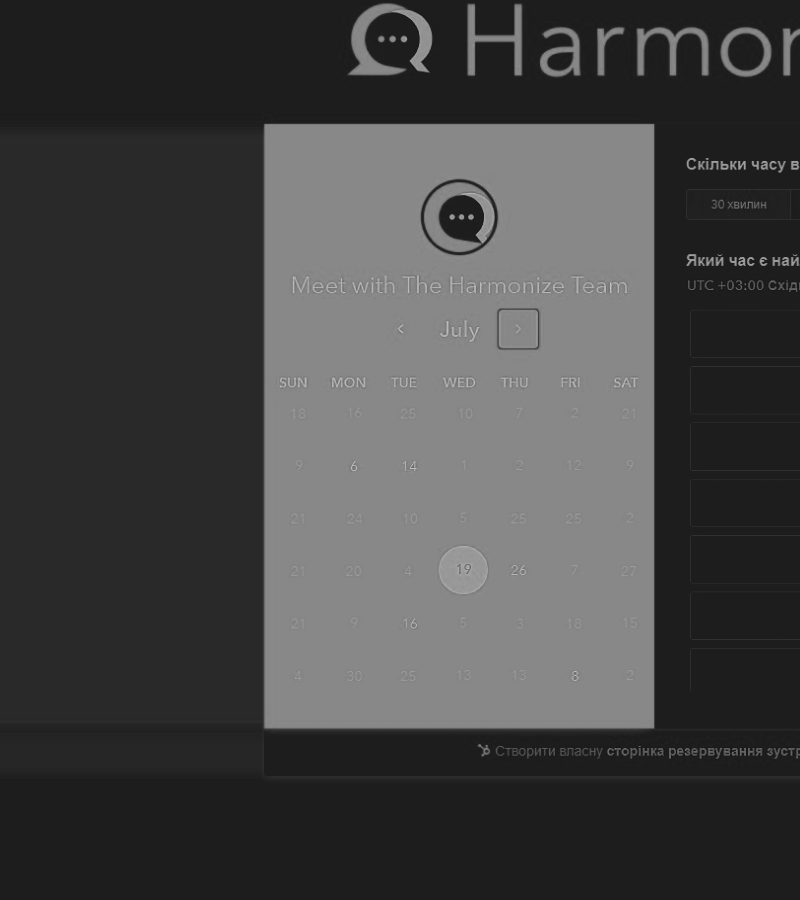 Harmon
Meet with The Harmonize Team
July
SUN MON TUE WED THU FRI SAT
18 16 25 10 7 2 21
9 6 14 1 2 12 9
21 24 10 5 25 25 2
21 20 4 19 26 7 27
21 9 16 5 3 18 15
4 30 25 13 13 8 2
Скільки часу в
30 хвилин
Який час є най
UTC +03:00 Східн
Створити власну сторінка резервування зустр